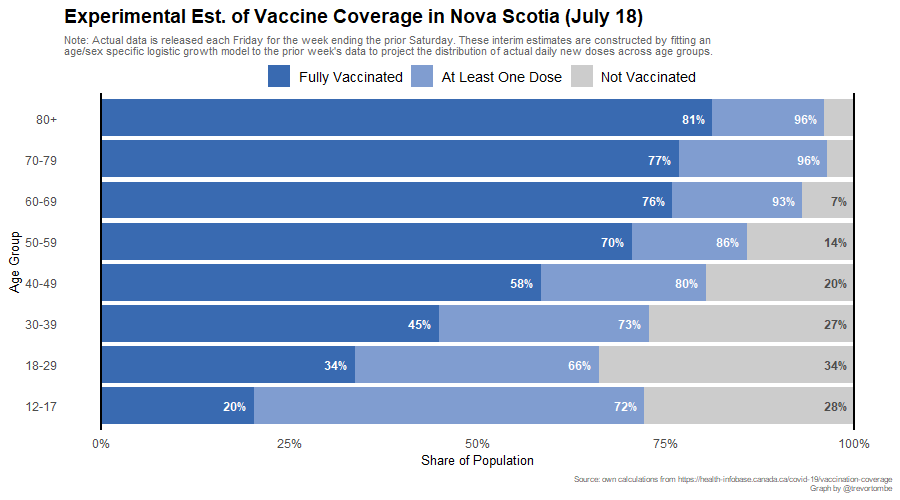 Experimental Est. of Vaccine Coverage in Nova Scotia (July 18)
Note: Actual data is released each Friday for the week ending the prior Saturday. These interim estimates are constructed by fitting an
age/sex specific logistic growth model to the prior week's data to project the distribution of actual daily new doses across age groups.
Fully Vaccinated At Least One Dose Not Vaccinated
80+ 81% 96%
70-79 77% 96%
60-69 76% 93% 7%
50-59 70% 86% 14%
40-49 58% 80% 20%
30-39 45% 73% 27%
18-29 34% 66% 34%
12-17 20% 72% 28%
Age Group
0% 25% 50% 75% 100%
Share of Population
Source: own calculations from https://health-infobase.canada.ca/covid-19/vaccination-coverage
Graph by @trevortombe